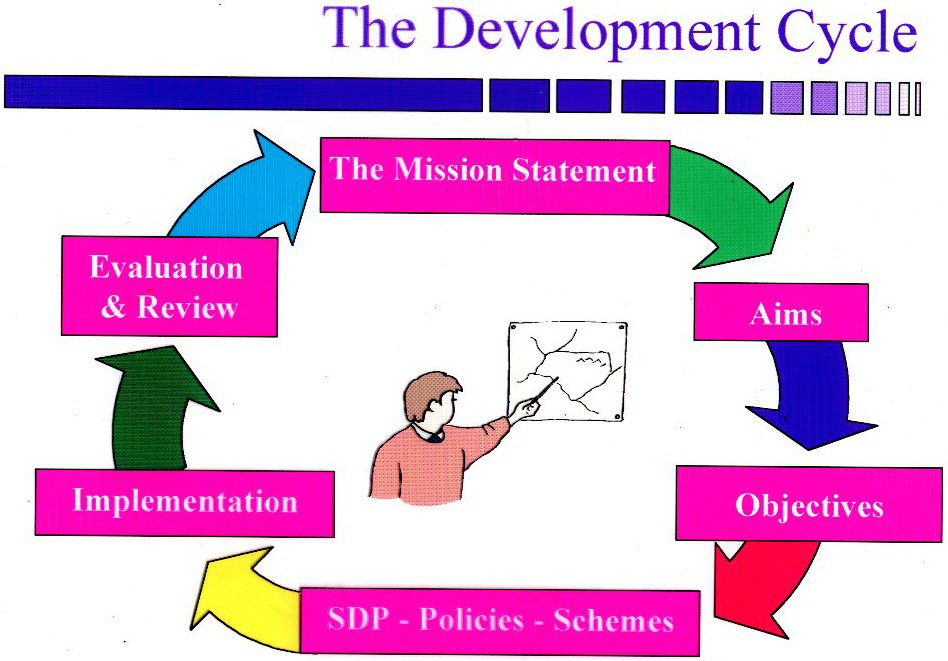 The Development Cycle
The Mission Statement
Aims
Objectives
SDP - Policies - Schemes
Implementation
Evaluation
& Review